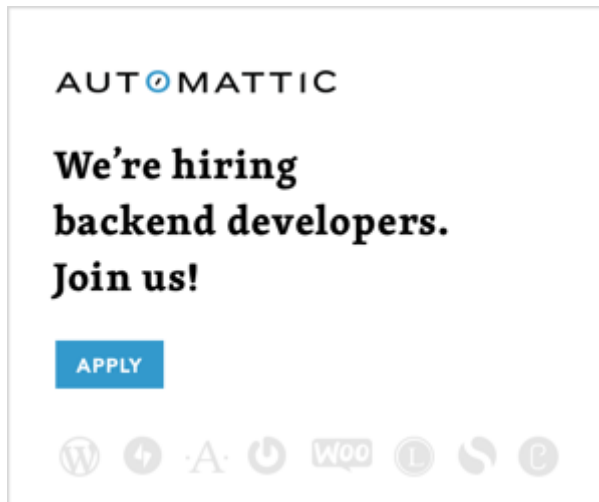 AUTOMATTIC
We’re hiring
backend developers.
Join us!
APPLY
W ·A· WOO L P